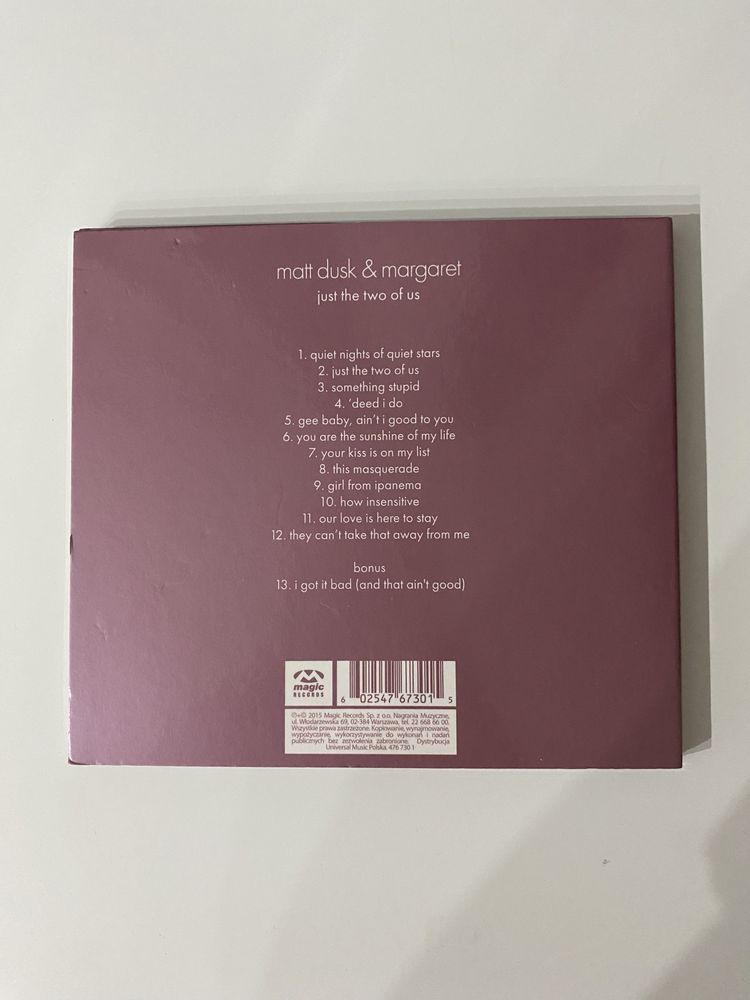 matt dusk & margaret
just the two of us
1. quiet nights of quiet stars
2. just the two of us
3. something stupid
4. 'deed i do
5. gee baby, ain't i good to you
6. you are the sunshine of my life
7. your kiss is on my list
8. this masquerade
9. girl from ipanema
10. how insensitive
11. our love is here to stay
12. they can't take that away from me
bonus
13. i got it bad (and that ain't good)
magic
RECORDS
6 02547 67301 5
℗+© 2015 Magic Records Sp. z o.o. Nagrania Muzyczne,
ul. Włodarzewska 69, 02-384 Warszawa, tel. 22 668 66 00.
Wszystkie prawa zastrzeżone. Kopiowanie, wynajmowanie,
wypożyczanie, wykorzystywanie do wykonań i nadań
publicznych bez zezwolenia zabronione. Dystrybucja
Universal Music Polska. 476 730 1